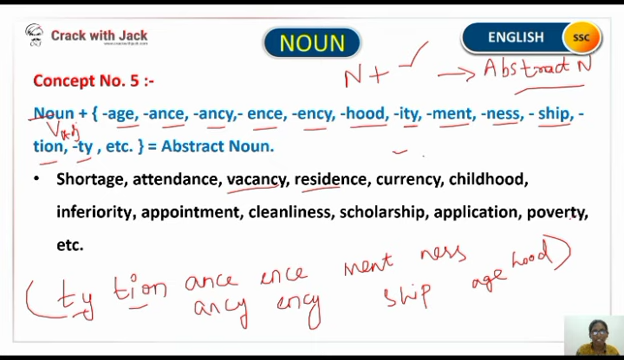 Crack with Jack
NOUN
ENGLISH
SSC
N + → Abstract N
Concept No. 5 :-
Noun + { -age, -ance, -ancy,- ence, -ency, -hood, -ity, -ment, -ness, - ship, -
tion, -ty , etc. } = Abstract Noun.
• Shortage, attendance, vacancy, residence, currency, childhood,
inferiority, appointment, cleanliness, scholarship, application, poverty,
etc.
(ty tion ance ence ment ness
ancy ency ship age hood)